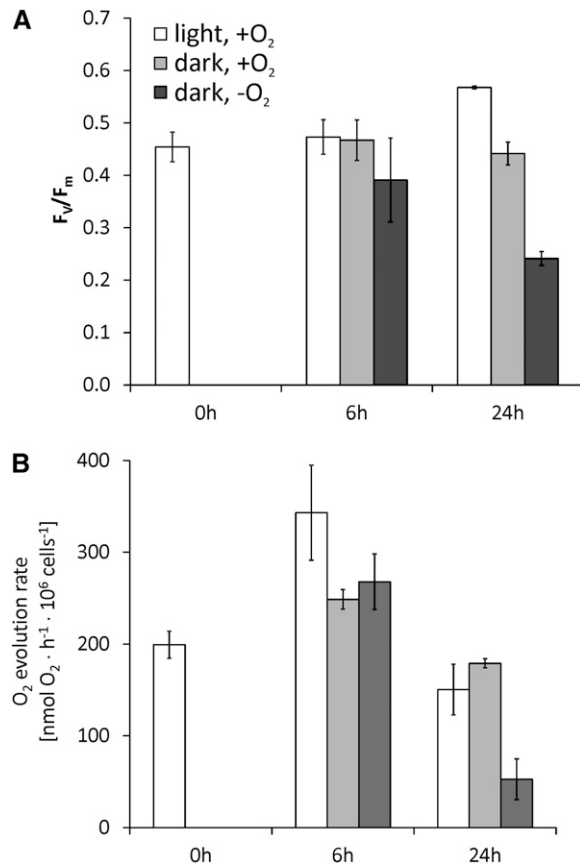 A
0.7
0.6
0.5
0.4
0.3
0.2
0.1
0.0
Fᵥ/Fₘ
light, +O₂
dark, +O₂
dark, -O₂
0h 6h 24h
B
400
300
200
100
0
O₂ evolution rate
[nmol O₂ · h⁻¹ · 10⁶ cells⁻¹]
0h 6h 24h